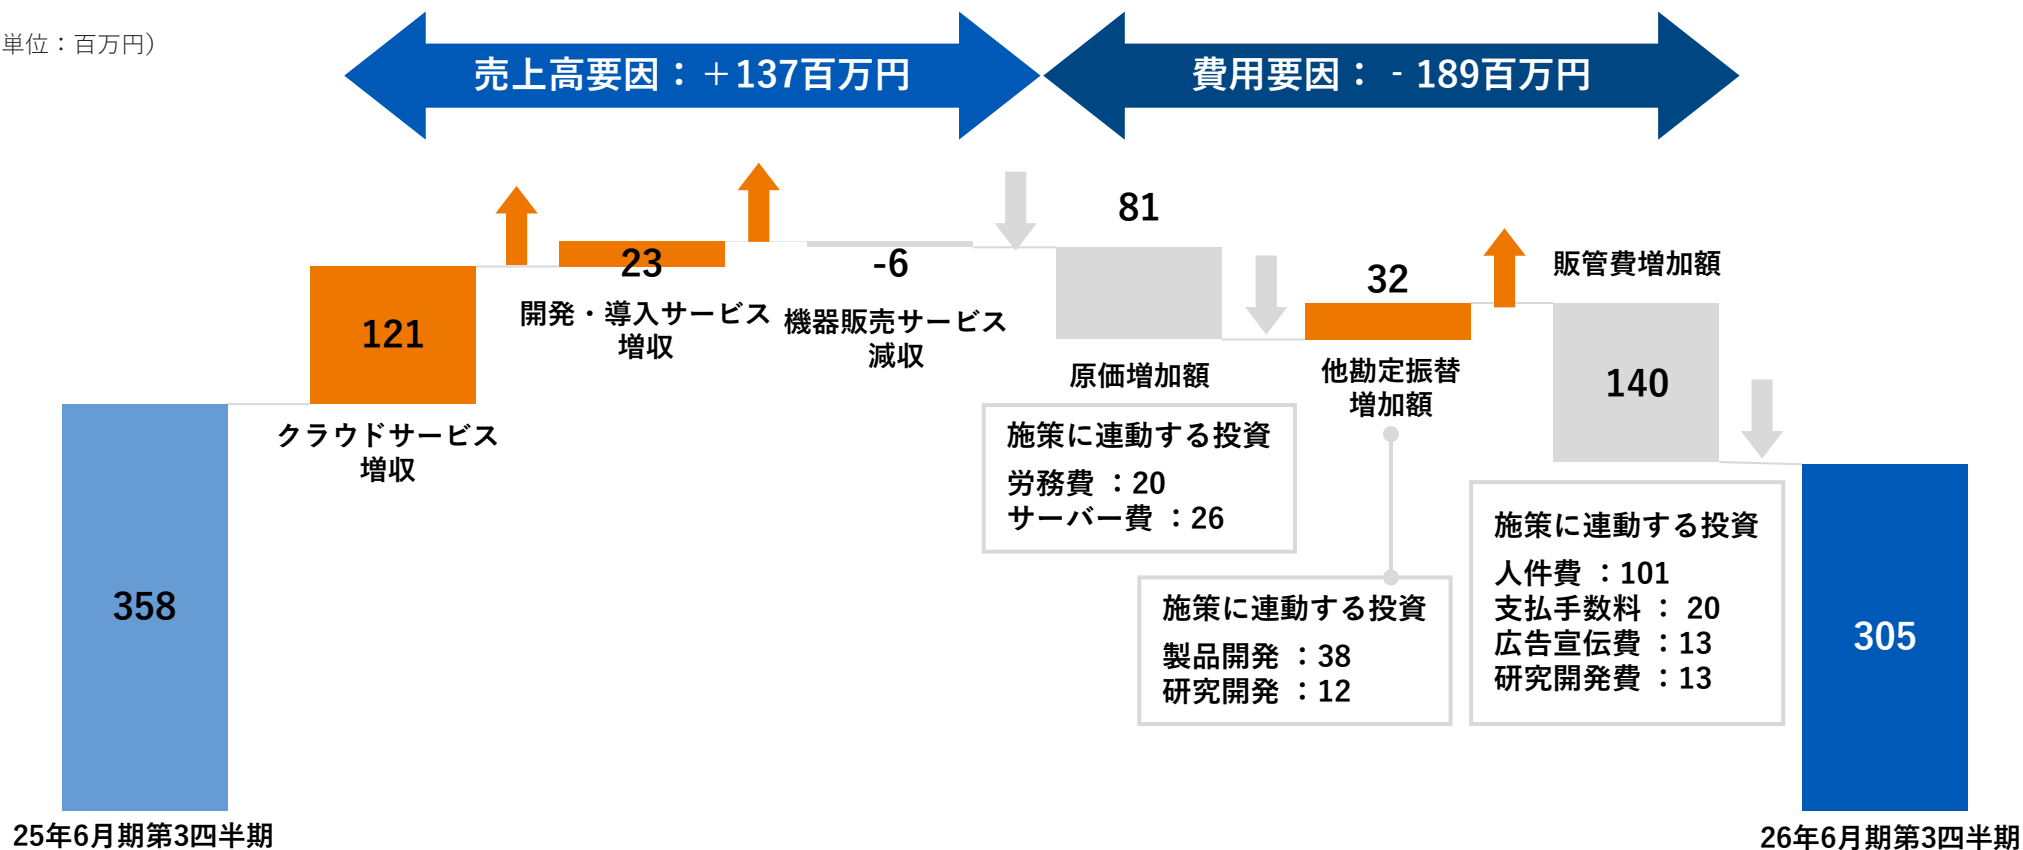 単位：百万円）
売上高要因：＋137百万円
費用要因： - 189百万円
81
23
-6
32
販管費増加額
開発・導入サービス
増収
機器販売サービス
減収
121
原価増加額
他勘定振替
増加額
140
クラウドサービス
増収
施策に連動する投資
労務費 ：20
サーバー費 ：26
施策に連動する投資
製品開発 ：38
研究開発 ：12
施策に連動する投資
人件費 ：101
支払手数料 ： 20
広告宣伝費 ：13
研究開発費 ：13
358
305
25年6月期第3四半期
26年6月期第3四半期